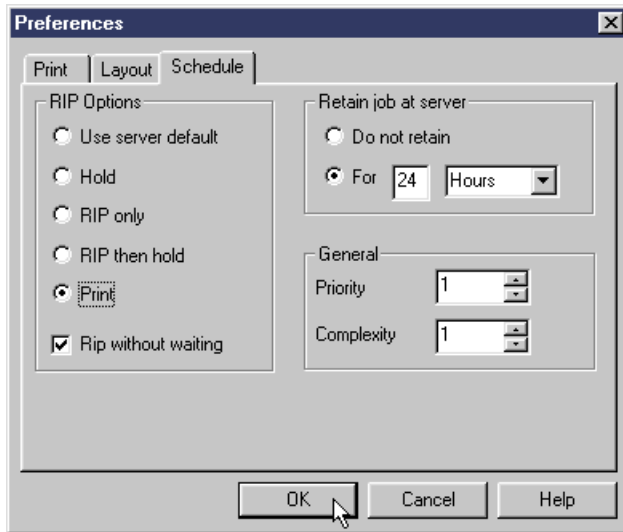 Preferences
Print Layout Schedule
RIP Options
Use server default
Hold
RIP only
RIP then hold
Print
Rip without waiting
Retain job at server
Do not retain
For 24 Hours
General
Priority 1
Complexity 1
OK Cancel Help